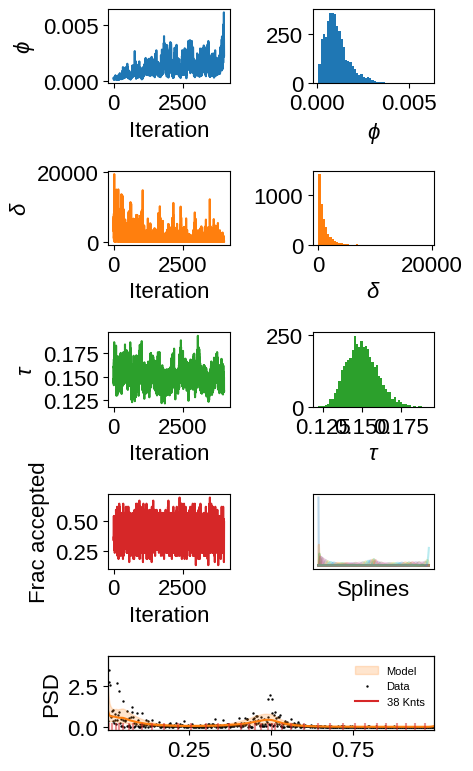 0.005
0.000
ϕ
0
2500
Iteration
250
0
0.000
0.005
ϕ
20000
0
δ
0
2500
Iteration
1000
0
0
20000
δ
0.175
0.150
0.125
τ
0
2500
Iteration
250
0
0.125
0.150
0.175
τ
Frac accepted
0.50
0.25
0
2500
Iteration
Splines
PSD
2.5
0.0
0.25
0.50
0.75
Model
Data
38 Knts